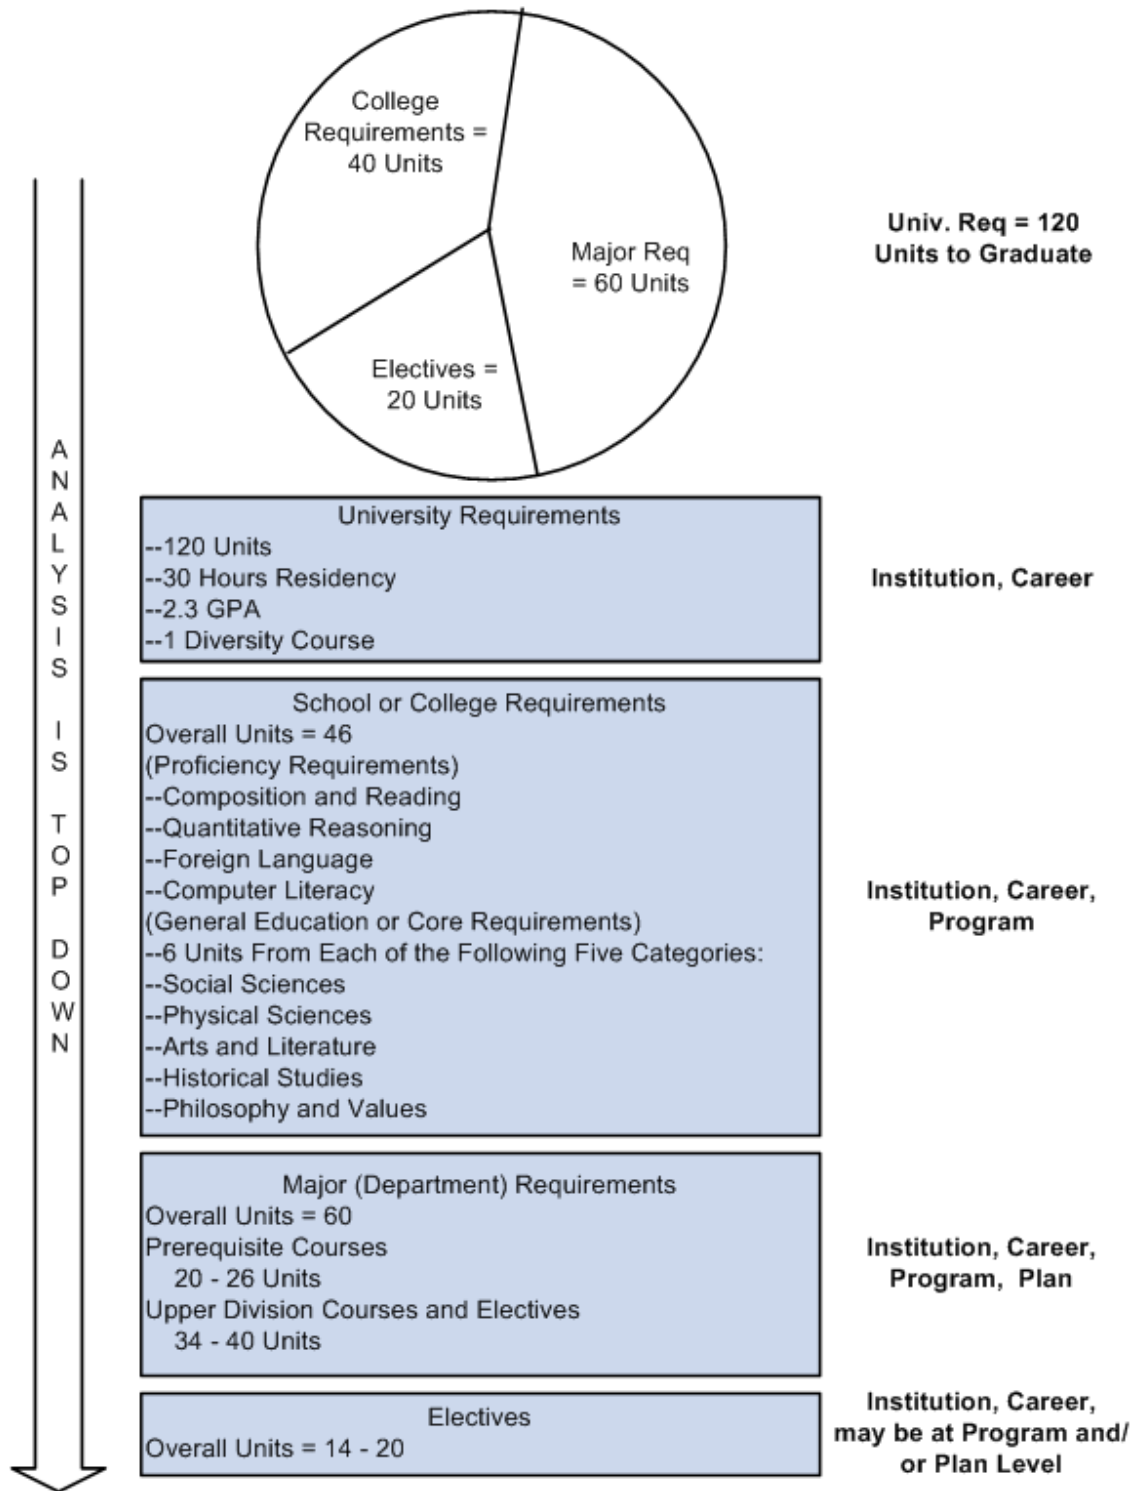 College
Requirements =
40 Units
Major Req
= 60 Units
Electives =
20 Units
Univ. Req = 120
Units to Graduate
ANALYSIS IS TOP DOWN
University Requirements
--120 Units
--30 Hours Residency
--2.3 GPA
--1 Diversity Course
Institution, Career
School or College Requirements
Overall Units = 46
(Proficiency Requirements)
--Composition and Reading
--Quantitative Reasoning
--Foreign Language
--Computer Literacy
(General Education or Core Requirements)
--6 Units From Each of the Following Five Categories:
--Social Sciences
--Physical Sciences
--Arts and Literature
--Historical Studies
--Philosophy and Values
Institution, Career,
Program
Major (Department) Requirements
Overall Units = 60
Prerequisite Courses
20 - 26 Units
Upper Division Courses and Electives
34 - 40 Units
Institution, Career,
Program, Plan
Electives
Overall Units = 14 - 20
Institution, Career,
may be at Program and/
or Plan Level